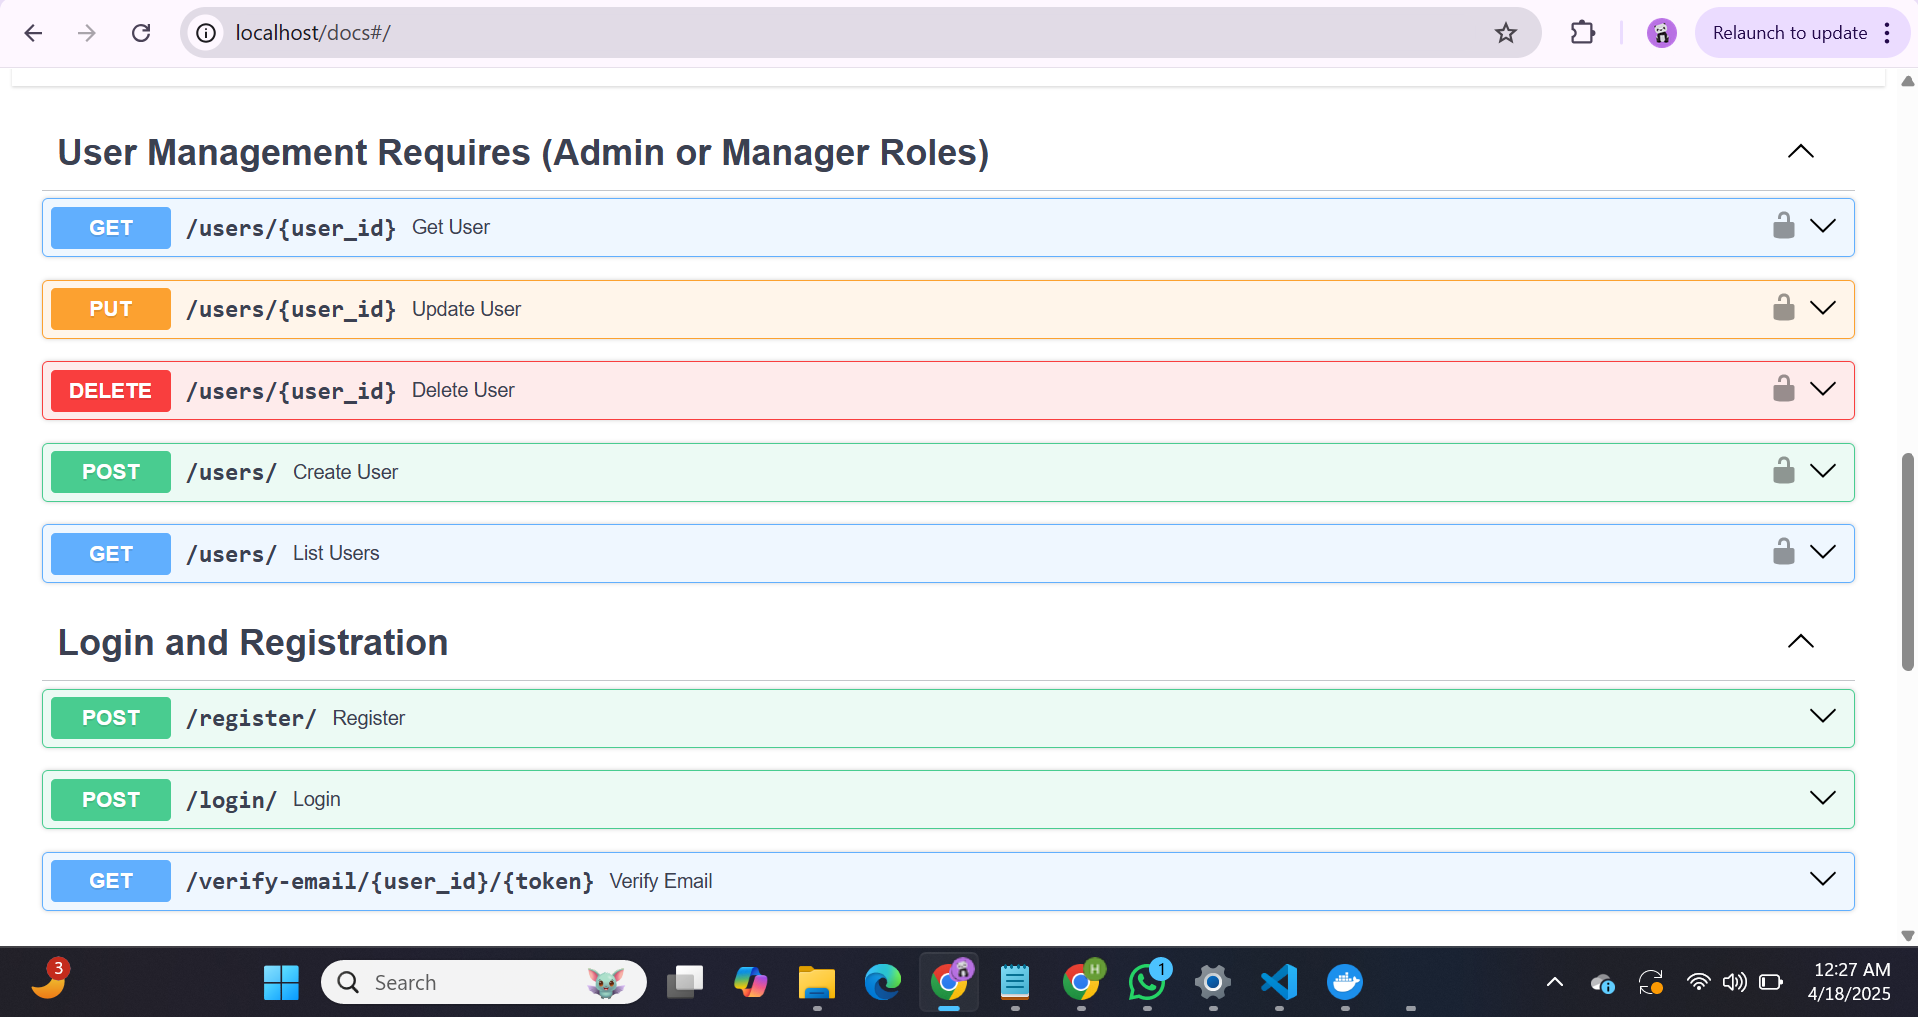 localhost/docs#/
Relaunch to update
User Management Requires (Admin or Manager Roles)
GET /users/{user_id} Get User
PUT /users/{user_id} Update User
DELETE /users/{user_id} Delete User
POST /users/ Create User
GET /users/ List Users
Login and Registration
POST /register/ Register
POST /login/ Login
GET /verify-email/{user_id}/{token} Verify Email
3
Search
H
1
12:27 AM
4/18/2025